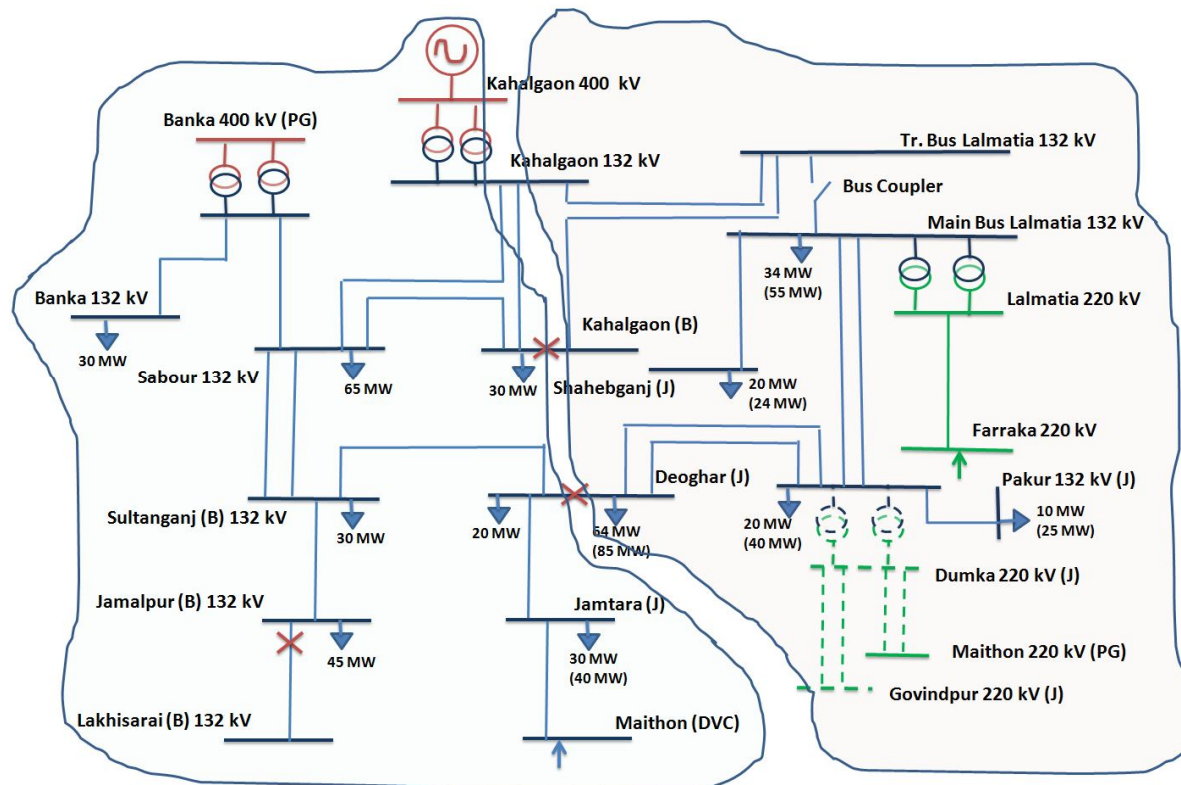 Kahalgaon 400 kV
Banka 400 kV (PG)
Kahalgaon 132 kV
Tr. Bus Lalmatia 132 kV
Bus Coupler
Main Bus Lalmatia 132 kV
34 MW
(55 MW)
Lalmatia 220 kV
Banka 132 kV
30 MW
Kahalgaon (B)
Sabour 132 kV
65 MW
30 MW
Shahebganj (J)
20 MW
(24 MW)
Farraka 220 kV
Deoghar (J)
Pakur 132 kV (J)
Sultanganj (B) 132 kV
30 MW
20 MW
64 MW
(85 MW)
20 MW
(40 MW)
10 MW
(25 MW)
Dumka 220 kV (J)
Jamalpur (B) 132 kV
45 MW
Jamtara (J)
30 MW
(40 MW)
Maithon 220 kV (PG)
Govindpur 220 kV (J)
Lakhisarai (B) 132 kV
Maithon (DVC)